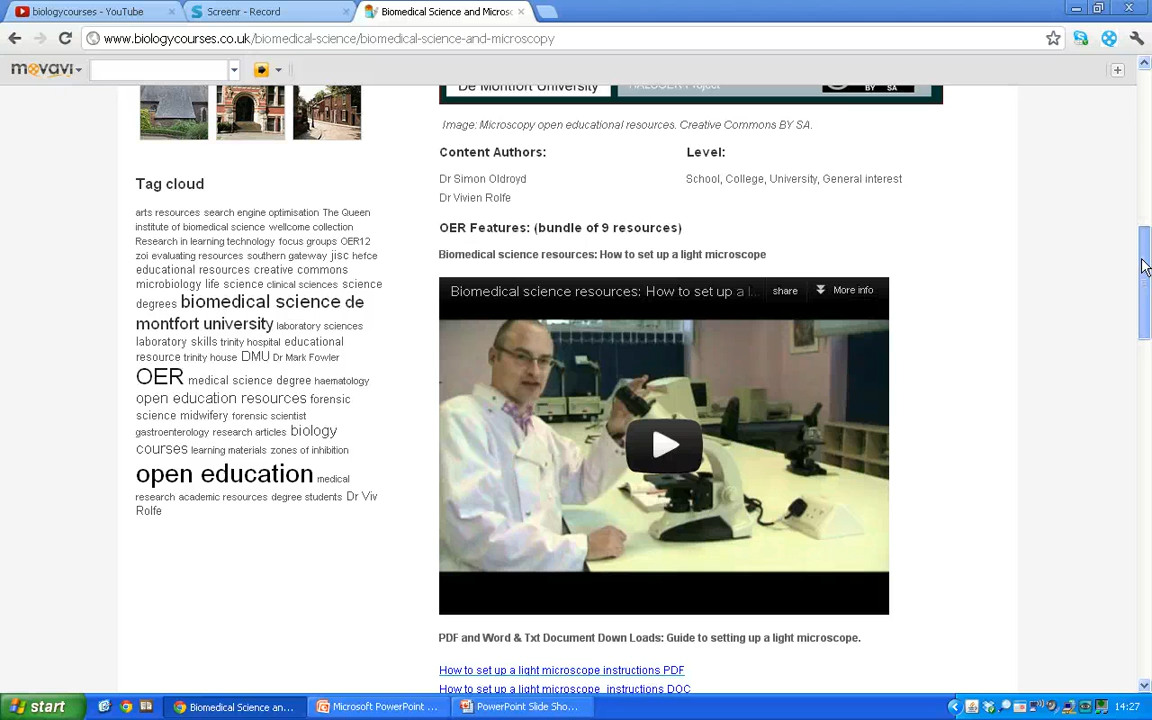 biologycourses - YouTube
Screenr - Record
Biomedical Science and Micros
www.biologycourses.co.uk/biomedical-science/biomedical-science-and-microscopy
movavi
De Montfort University
BY SA
Image: Microscopy open educational resources. Creative Commons BY SA.
Content Authors:
Level:
Dr Simon Oldroyd
School, College, University, General interest
Dr Vivien Rolfe
OER Features: (bundle of 9 resources)
Biomedical science resources: How to set up a light microscope
Biomedical science resources: How to set up a l...
share
More info
PDF and Word & Txt Document Down Loads: Guide to setting up a light microscope.
How to set up a light microscope instructions PDF
How to set up a light microscope instructions DOC
Tag cloud
arts resources search engine optimisation The Queen
institute of biomedical science wellcome collection
Research in learning technology focus groups OER12
zoi evaluating resources southern gateway jisc hefce
educational resources creative commons
microbiology life science clinical sciences science
degrees biomedical science de
montfort university laboratory sciences
laboratory skills trinity hospital educational
resource trinity house DMU Dr Mark Fowler
OER medical science degree haematology
open education resources forensic
science midwifery forensic scientist
gastroenterology research articles biology
courses learning materials zones of inhibition
open education medical
research academic resources degree students Dr Viv
Rolfe
start
Biomedical Science an...
Microsoft PowerPoint ...
PowerPoint Slide Sho...
14:27